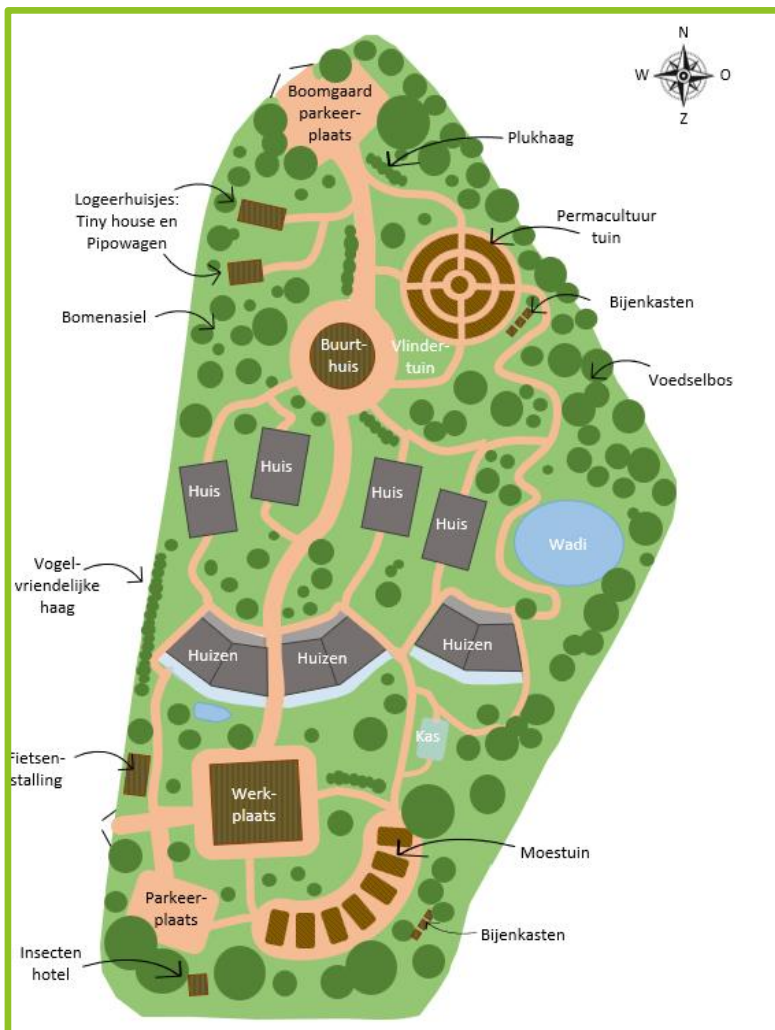 N
W
O
Z
Boomgaard
parkeer-
plaats
Plukhaag
Logeerhuisjes:
Tiny house en
Pipowagen
Permacultuur
tuin
Bijenkasten
Bomenasiel
Buurt-
huis
Vlinder-
tuin
Voedselbos
Huis
Huis
Huis
Huis
Wadi
Vogel-
vriendelijke
haag
Huizen
Huizen
Huizen
Kas
Fietsen-
stalling
Werk-
plaats
Moestuin
Parkeer-
plaats
Bijenkasten
Insecten
hotel